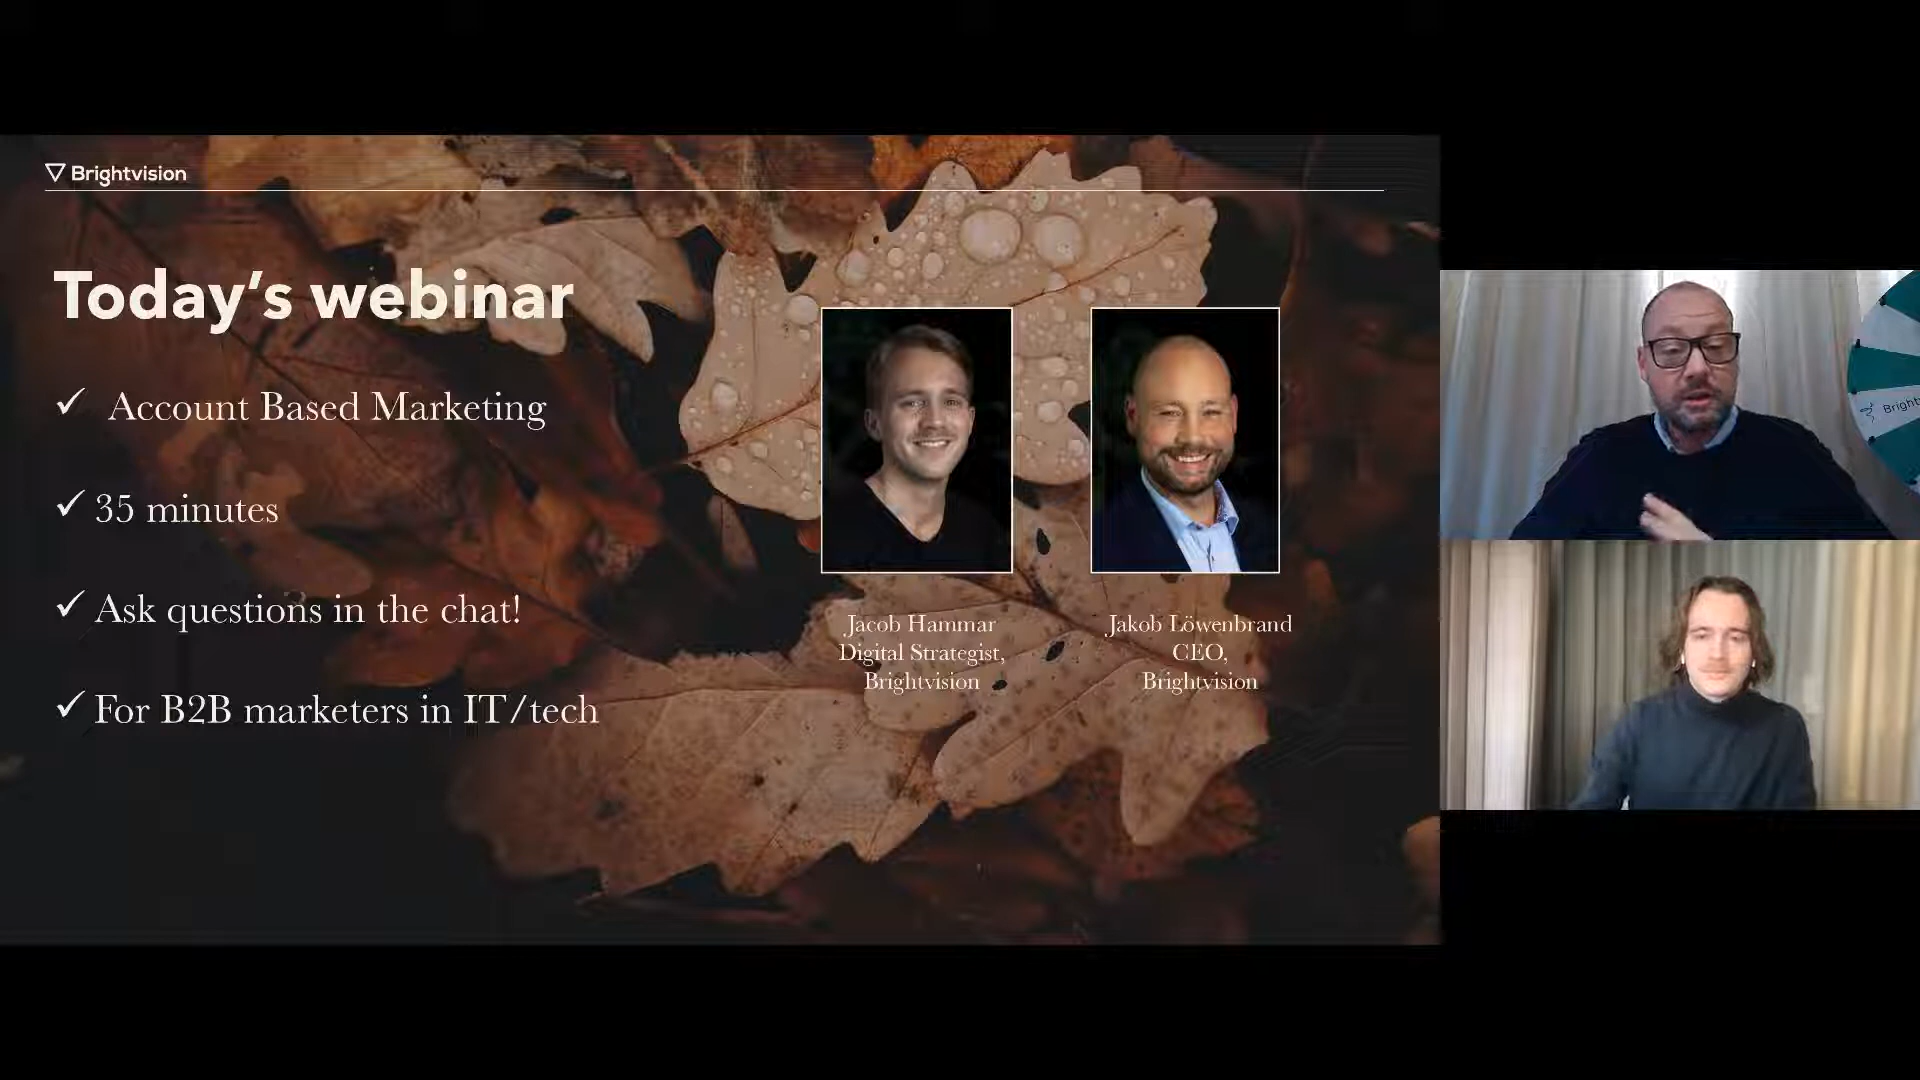 Brightvision
Today's webinar
Account Based Marketing
35 minutes
Ask questions in the chat!
For B2B marketers in IT/tech
Jacob Hammar
Digital Strategist,
Brightvision
Jakob Löwenbrand
CEO,
Brightvision
Bright